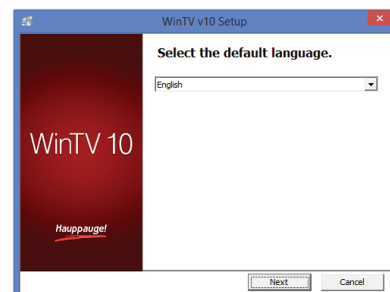 WinTV v10 Setup
Select the default language.
English
WinTV 10
Hauppauge!
Next
Cancel